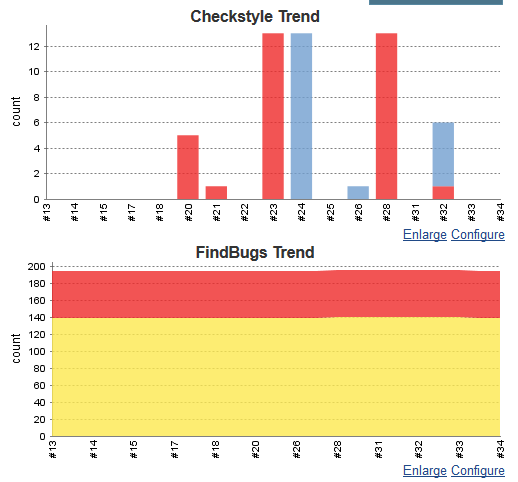 Checkstyle Trend
count
12
10
8
6
4
2
0
#13 #14 #15 #17 #18 #20 #21 #22 #23 #24 #25 #26 #28 #31 #32 #33 #34
Enlarge Configure
FindBugs Trend
count
200
180
160
140
120
100
80
60
40
20
0
#13 #14 #15 #17 #18 #20 #26 #28 #31 #32 #33 #34
Enlarge Configure